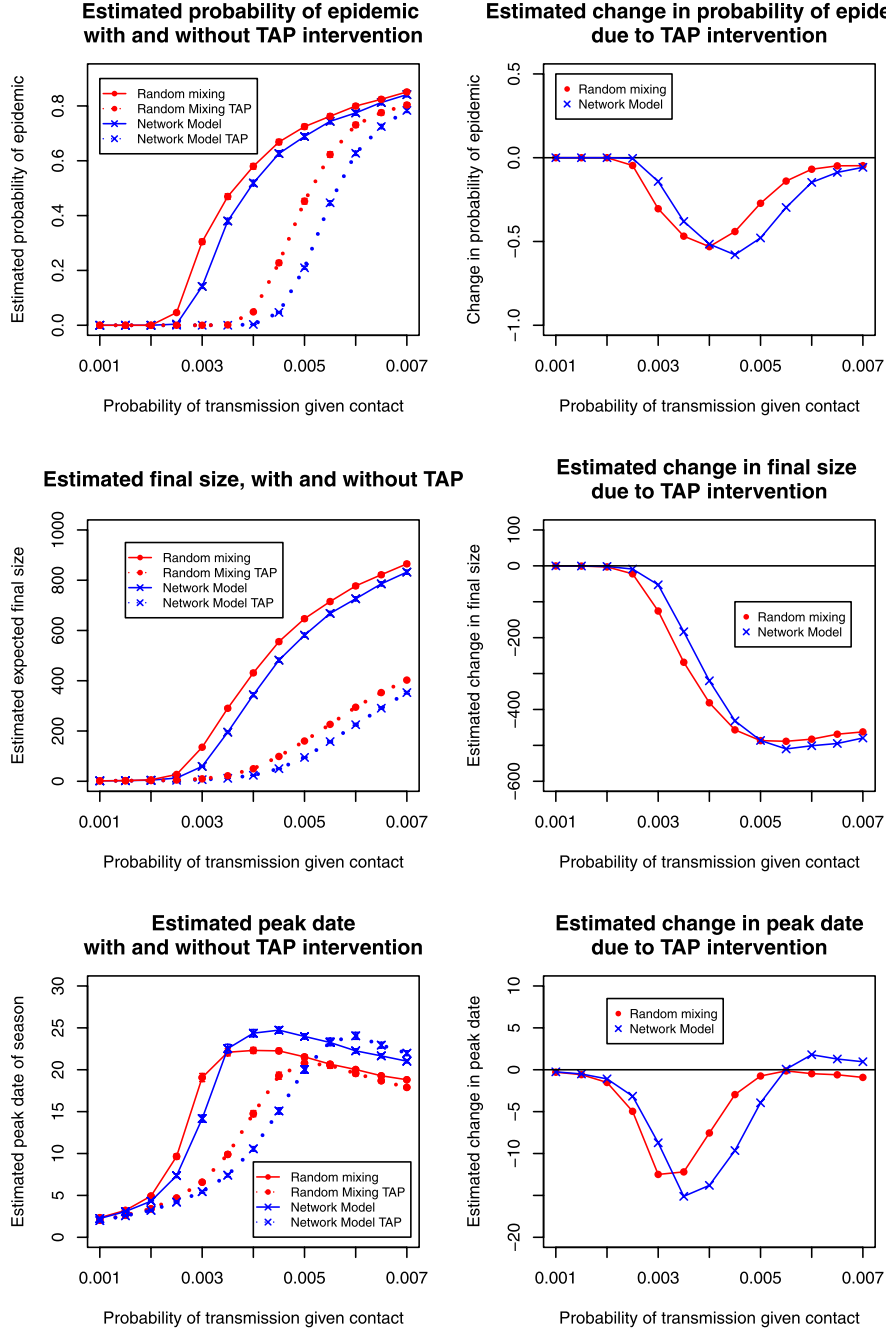 Estimated probability of epidemic
with and without TAP intervention
Estimated probability of epidemic
0.0
0.2
0.4
0.6
0.8
Random mixing
Random Mixing TAP
Network Model
Network Model TAP
0.001
0.003
0.005
0.007
Probability of transmission given contact
Estimated change in probability of epide
due to TAP intervention
Change in probability of epidemic
−1.0
−0.5
0.0
0.5
Random mixing
Network Model
0.001
0.003
0.005
0.007
Probability of transmission given contact
Estimated final size, with and without TAP
Estimated expected final size
0
200
400
600
800
1000
Random mixing
Random Mixing TAP
Network Model
Network Model TAP
0.001
0.003
0.005
0.007
Probability of transmission given contact
Estimated change in final size
due to TAP intervention
Estimated change in final size
−600
−400
−200
0
100
Random mixing
Network Model
0.001
0.003
0.005
0.007
Probability of transmission given contact
Estimated peak date
with and without TAP intervention
Estimated peak date of season
0
5
10
15
20
25
30
Random mixing
Random Mixing TAP
Network Model
Network Model TAP
0.001
0.003
0.005
0.007
Probability of transmission given contact
Estimated change in peak date
due to TAP intervention
Estimated change in peak date
−20
−10
−5
0
5
10
Random mixing
Network Model
0.001
0.003
0.005
0.007
Probability of transmission given contact